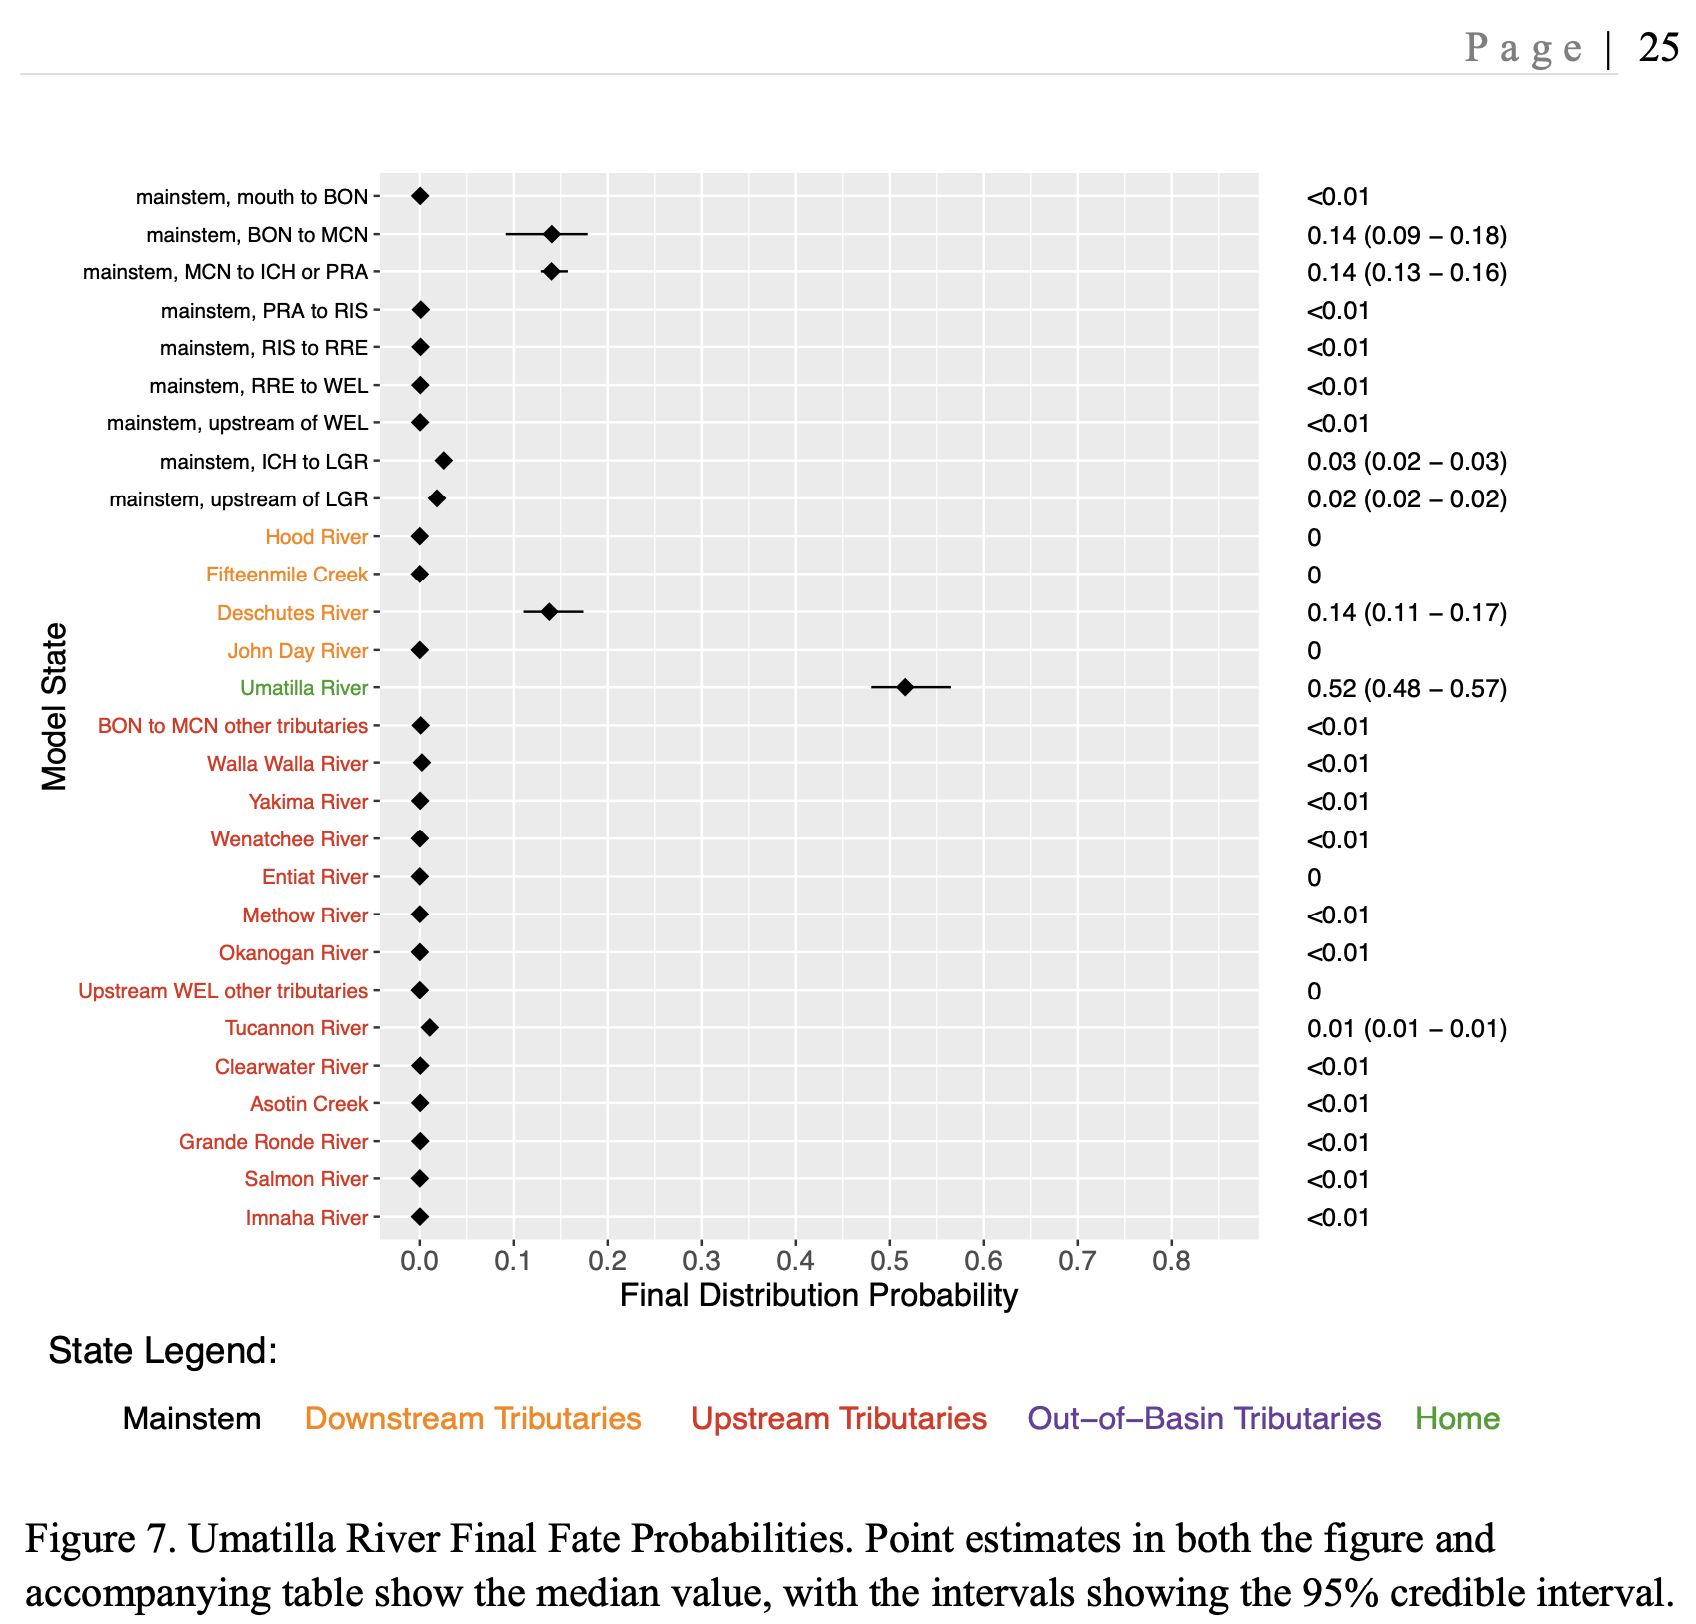 Page | 25
mainstem, mouth to BON <0.01
mainstem, BON to MCN 0.14 (0.09 – 0.18)
mainstem, MCN to ICH or PRA 0.14 (0.13 – 0.16)
mainstem, PRA to RIS <0.01
mainstem, RIS to RRE <0.01
mainstem, RRE to WEL <0.01
mainstem, upstream of WEL <0.01
mainstem, ICH to LGR 0.03 (0.02 – 0.03)
mainstem, upstream of LGR 0.02 (0.02 – 0.02)
Hood River 0
Fifteenmile Creek 0
Deschutes River 0.14 (0.11 – 0.17)
John Day River 0
Umatilla River 0.52 (0.48 – 0.57)
BON to MCN other tributaries <0.01
Walla Walla River <0.01
Yakima River <0.01
Wenatchee River <0.01
Entiat River 0
Methow River <0.01
Okanogan River <0.01
Upstream WEL other tributaries 0
Tucannon River 0.01 (0.01 – 0.01)
Clearwater River <0.01
Asotin Creek <0.01
Grande Ronde River <0.01
Salmon River <0.01
Imnaha River <0.01
Model State
0.0 0.1 0.2 0.3 0.4 0.5 0.6 0.7 0.8
Final Distribution Probability
State Legend:
Mainstem Downstream Tributaries Upstream Tributaries Out–of–Basin Tributaries Home
Figure 7. Umatilla River Final Fate Probabilities. Point estimates in both the figure and
accompanying table show the median value, with the intervals showing the 95% credible interval.